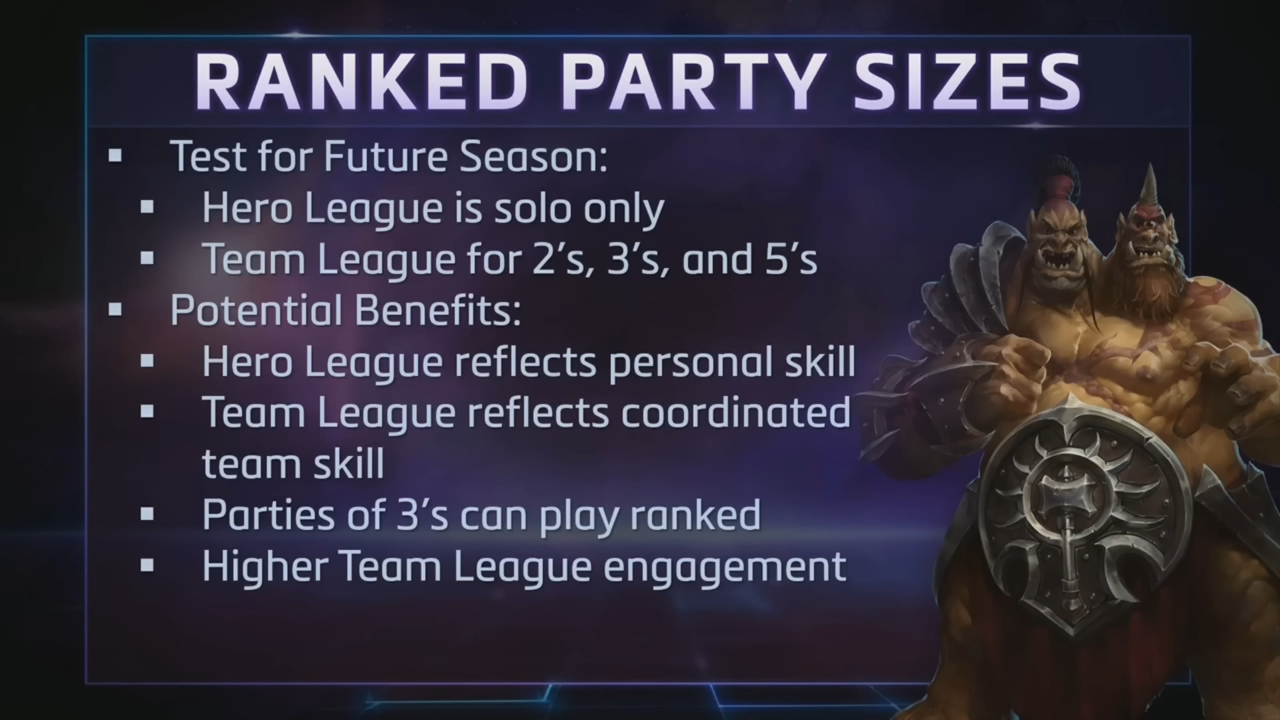 RANKED PARTY SIZES
▪ Test for Future Season:
▪ Hero League is solo only
▪ Team League for 2’s, 3’s, and 5’s
▪ Potential Benefits:
▪ Hero League reflects personal skill
▪ Team League reflects coordinated
team skill
▪ Parties of 3’s can play ranked
▪ Higher Team League engagement